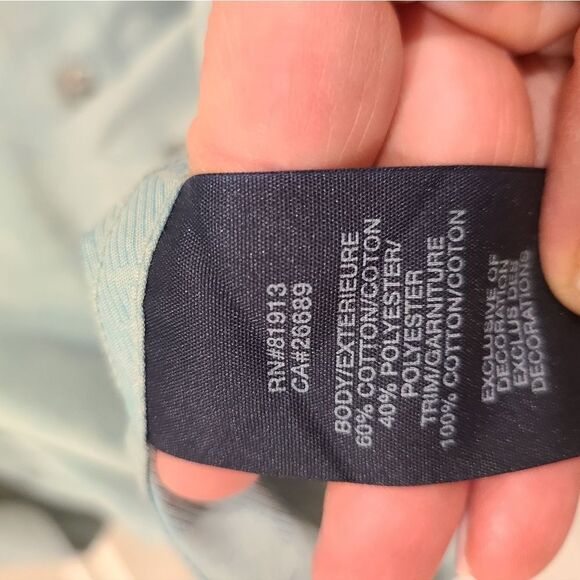 RN#81913
CA#26689
BODY/EXTERIEURE
60% COTTON/COTON
40% POLYESTER/
POLYESTER
TRIM/GARNITURE
100% COTTON/COTON
EXCLUSIVE OF
DECORATION
EXCLUS DES
DECORATIONS